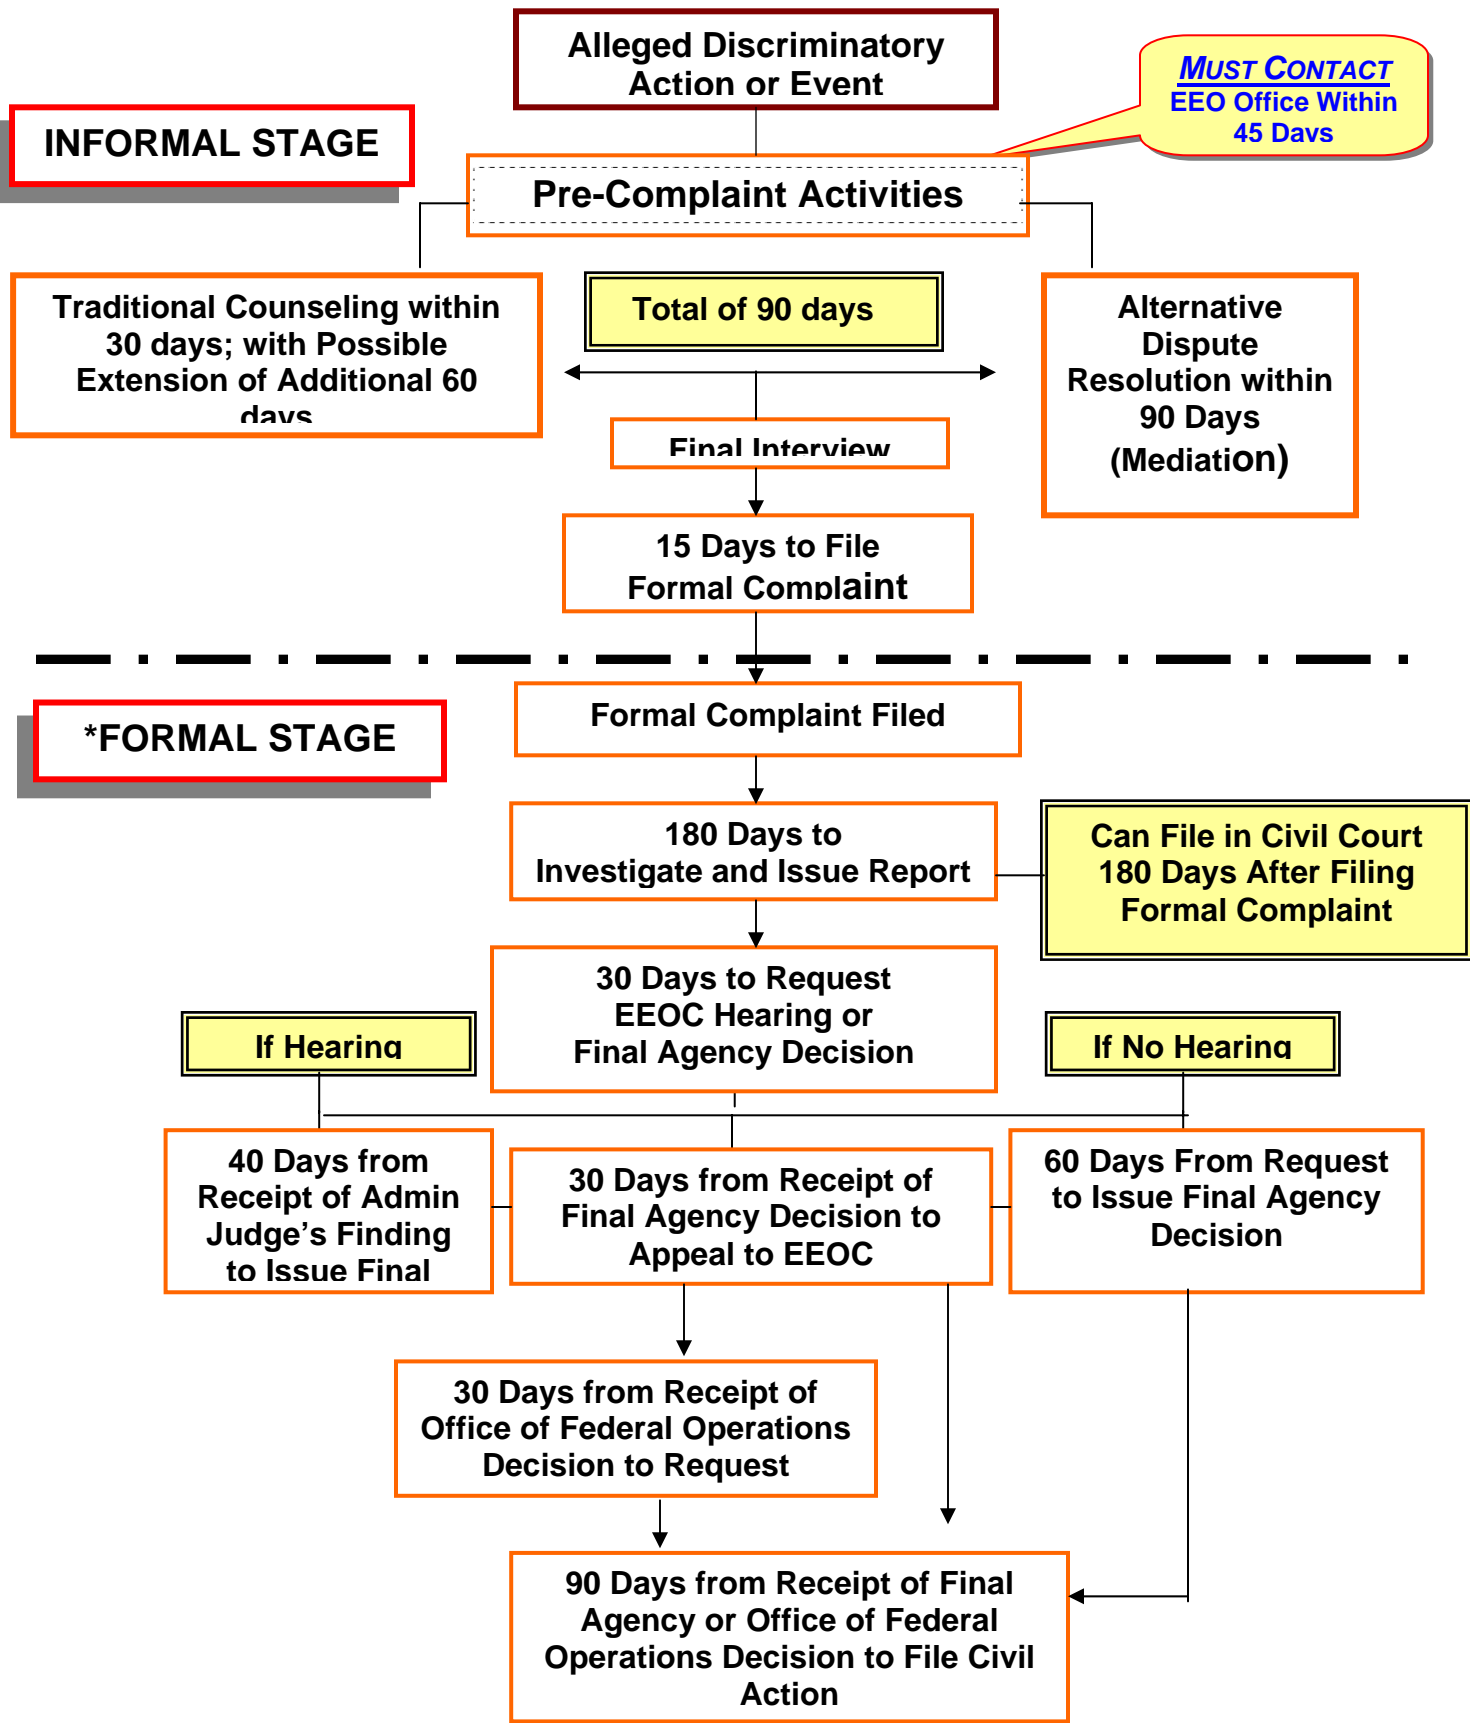 Alleged Discriminatory
Action or Event
MUST CONTACT
EEO Office Within
45 Days
INFORMAL STAGE
Pre-Complaint Activities
Traditional Counseling within
30 days; with Possible
Extension of Additional 60
days
Total of 90 days
Alternative
Dispute
Resolution within
90 Days
(Mediation)
Final Interview
15 Days to File
Formal Complaint
Formal Complaint Filed
*FORMAL STAGE
180 Days to
Investigate and Issue Report
Can File in Civil Court
180 Days After Filing
Formal Complaint
30 Days to Request
EEOC Hearing or
Final Agency Decision
If Hearing
If No Hearing
40 Days from
Receipt of Admin
Judge's Finding
to Issue Final
30 Days from Receipt of
Final Agency Decision to
Appeal to EEOC
60 Days From Request
to Issue Final Agency
Decision
30 Days from Receipt of
Office of Federal Operations
Decision to Request
90 Days from Receipt of Final
Agency or Office of Federal
Operations Decision to File Civil
Action